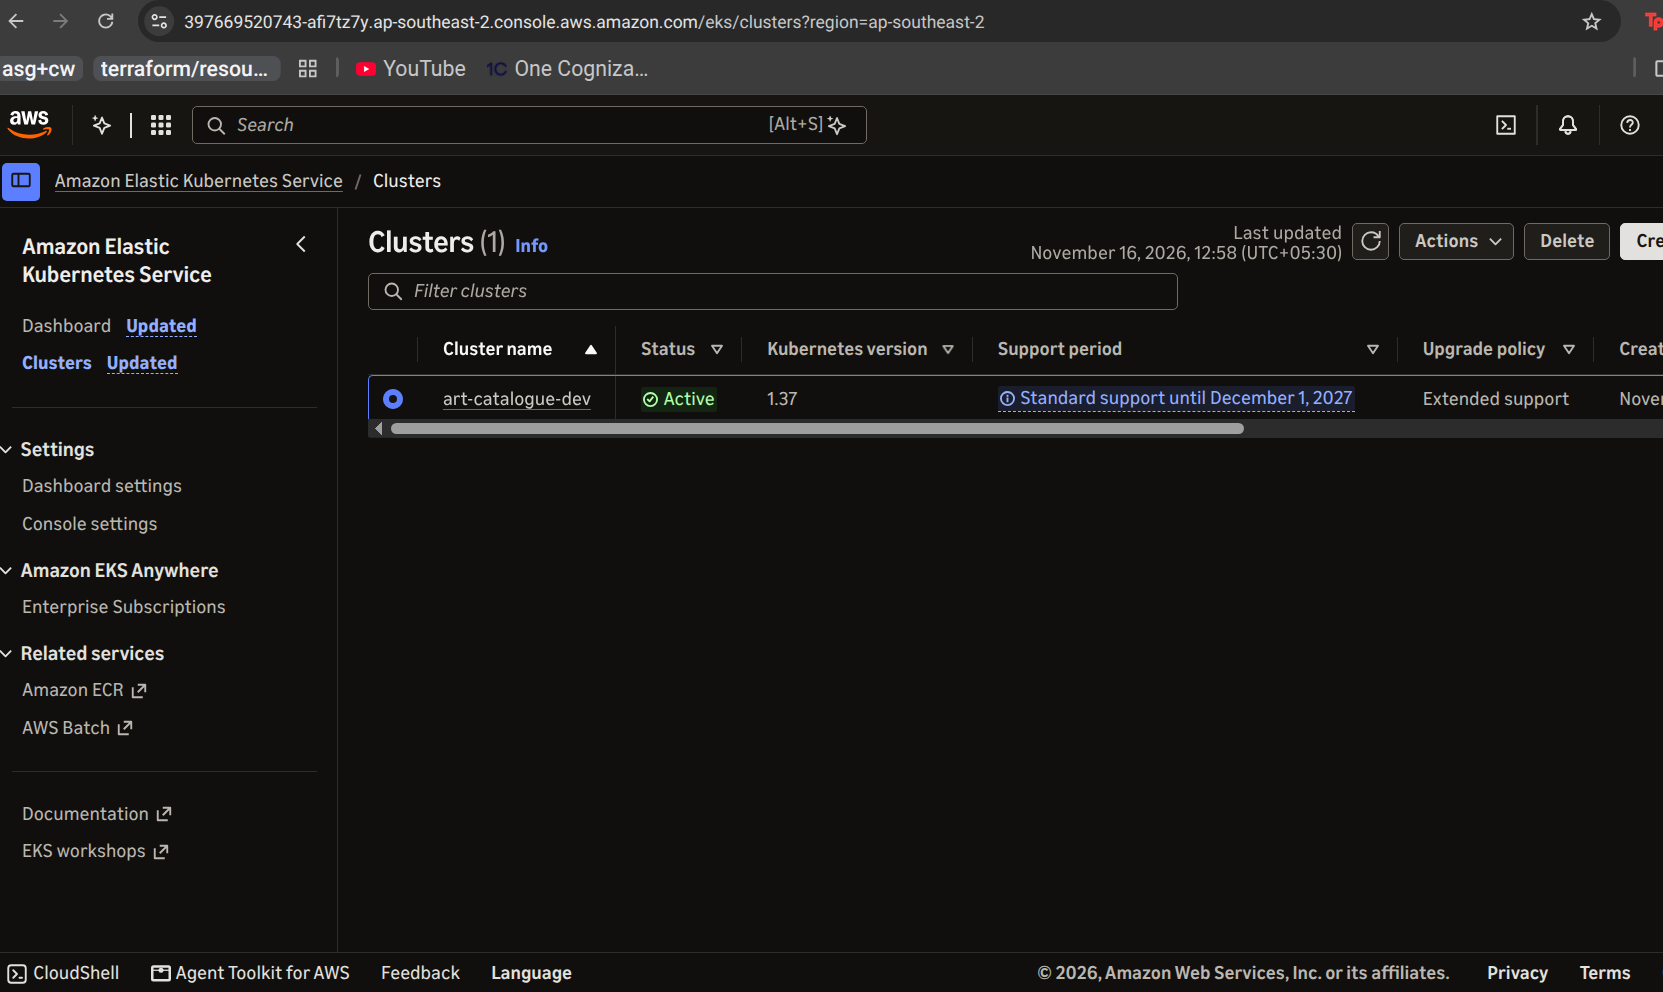 397669520743-afi7tz7y.ap-southeast-2.console.aws.amazon.com/eks/clusters?region=ap-southeast-2
asg+cw terraform/resou... YouTube 1C One Cogniza...
aws Search [Alt+S]
Amazon Elastic Kubernetes Service / Clusters
Amazon Elastic
Kubernetes Service
Dashboard Updated
Clusters Updated
Settings
Dashboard settings
Console settings
Amazon EKS Anywhere
Enterprise Subscriptions
Related services
Amazon ECR
AWS Batch
Documentation
EKS workshops
Clusters (1) Info
Last updated
November 16, 2026, 12:58 (UTC+05:30)
Actions Delete Cre
Filter clusters
Cluster name Status Kubernetes version Support period Upgrade policy Creat
art-catalogue-dev Active 1.37 Standard support until December 1, 2027 Extended support Nove
CloudShell Agent Toolkit for AWS Feedback Language © 2026, Amazon Web Services, Inc. or its affiliates. Privacy Terms